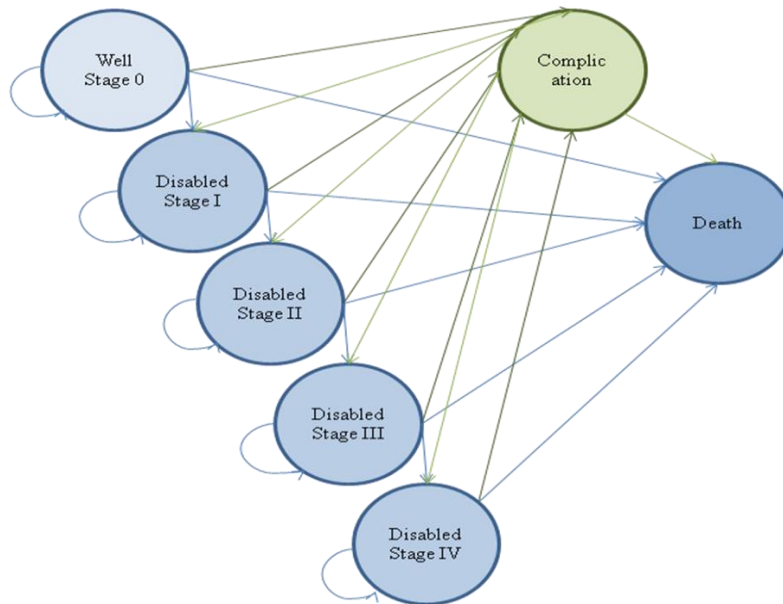 Well
Stage 0
Complic
ation
Disabled
Stage I
Death
Disabled
Stage II
Disabled
Stage III
Disabled
Stage IV